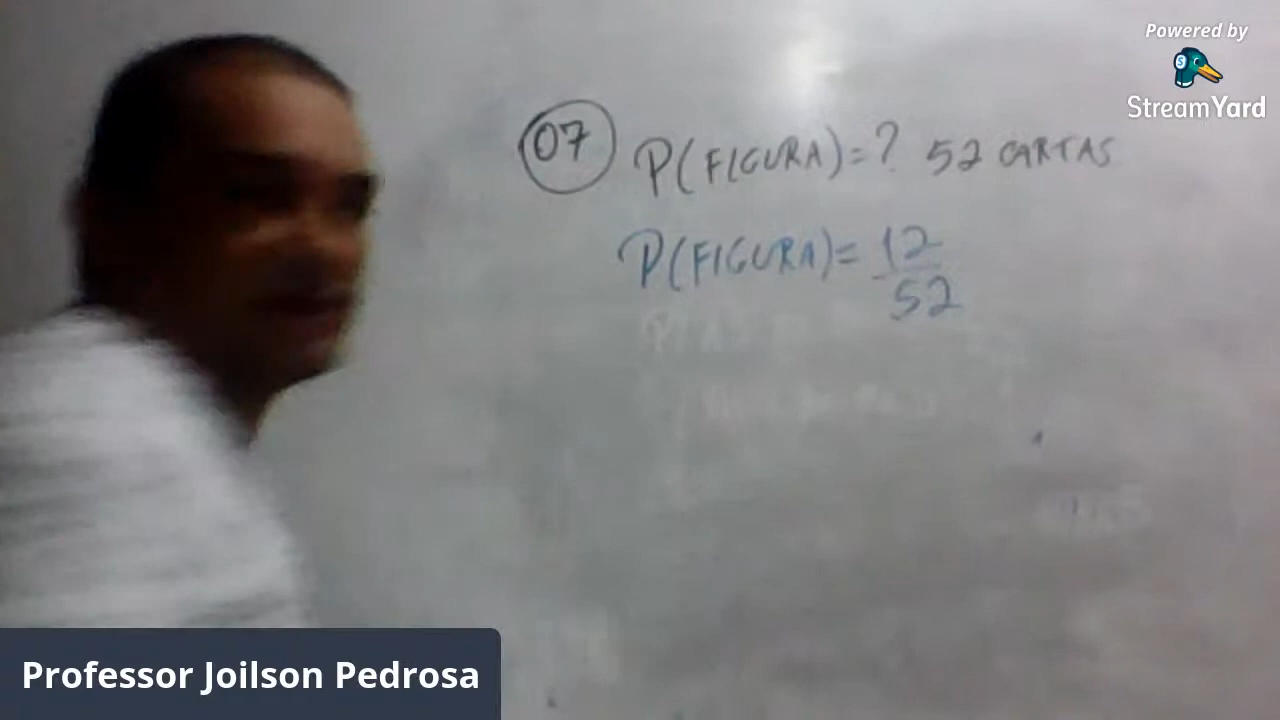 Powered by
StreamYard
07 P(FIGURA)=? 52 CARTAS
P(FIGURA)= 12/52
Professor Joilson Pedrosa